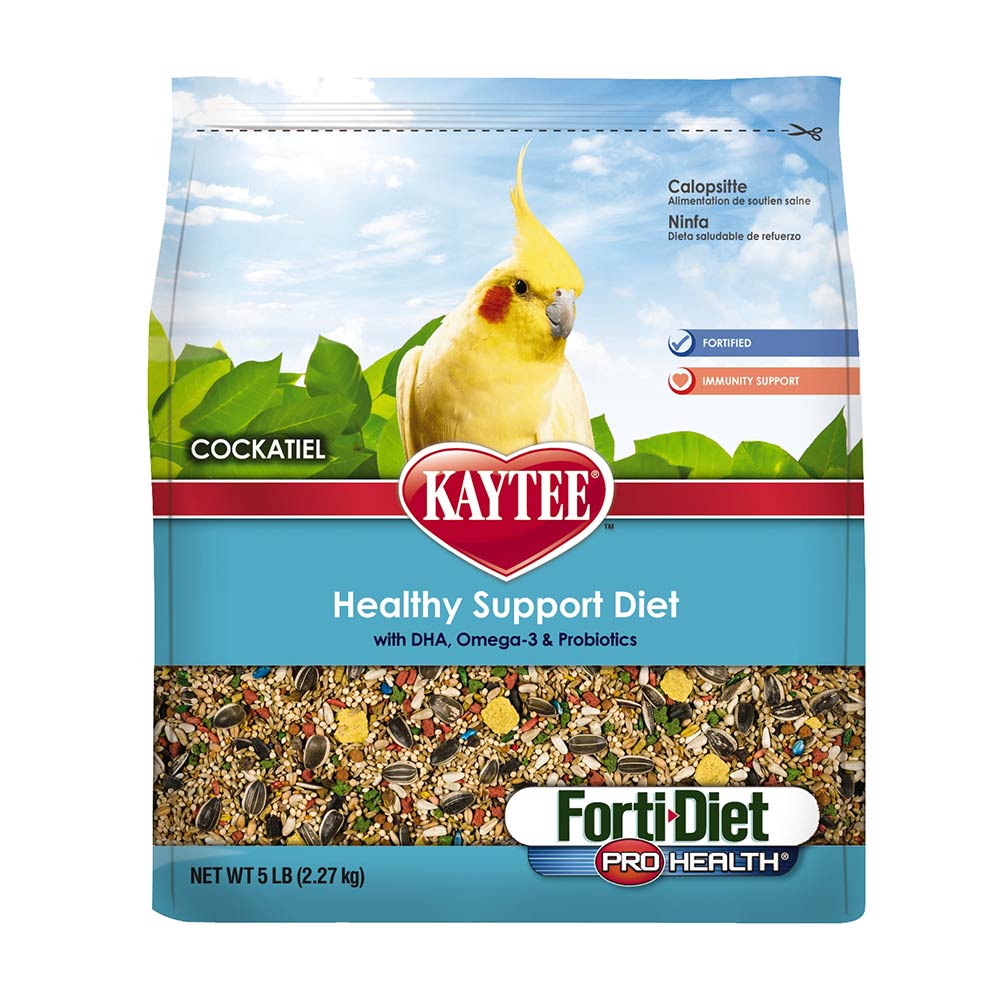 Calopsitte
Alimentation de soutien saine
Ninfa
Dieta saludable de refuerzo
FORTIFIED
IMMUNITY SUPPORT
COCKATIEL
KAYTEE®
TM
Healthy Support Diet
with DHA, Omega-3 & Probiotics
Forti-Diet
PRO HEALTH®
NET WT 5 LB (2.27 kg)